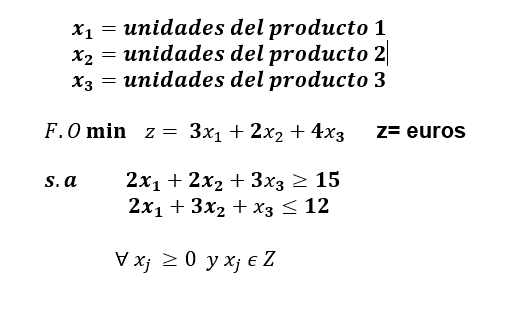 x₁ = unidades del producto 1
x₂ = unidades del producto 2
x₃ = unidades del producto 3
F.O min z = 3x₁ + 2x₂ + 4x₃ z= euros
s.a 2x₁ + 2x₂ + 3x₃ ≥ 15
2x₁ + 3x₂ + x₃ ≤ 12
∀ xⱼ ≥ 0 y xⱼ ϵ Z